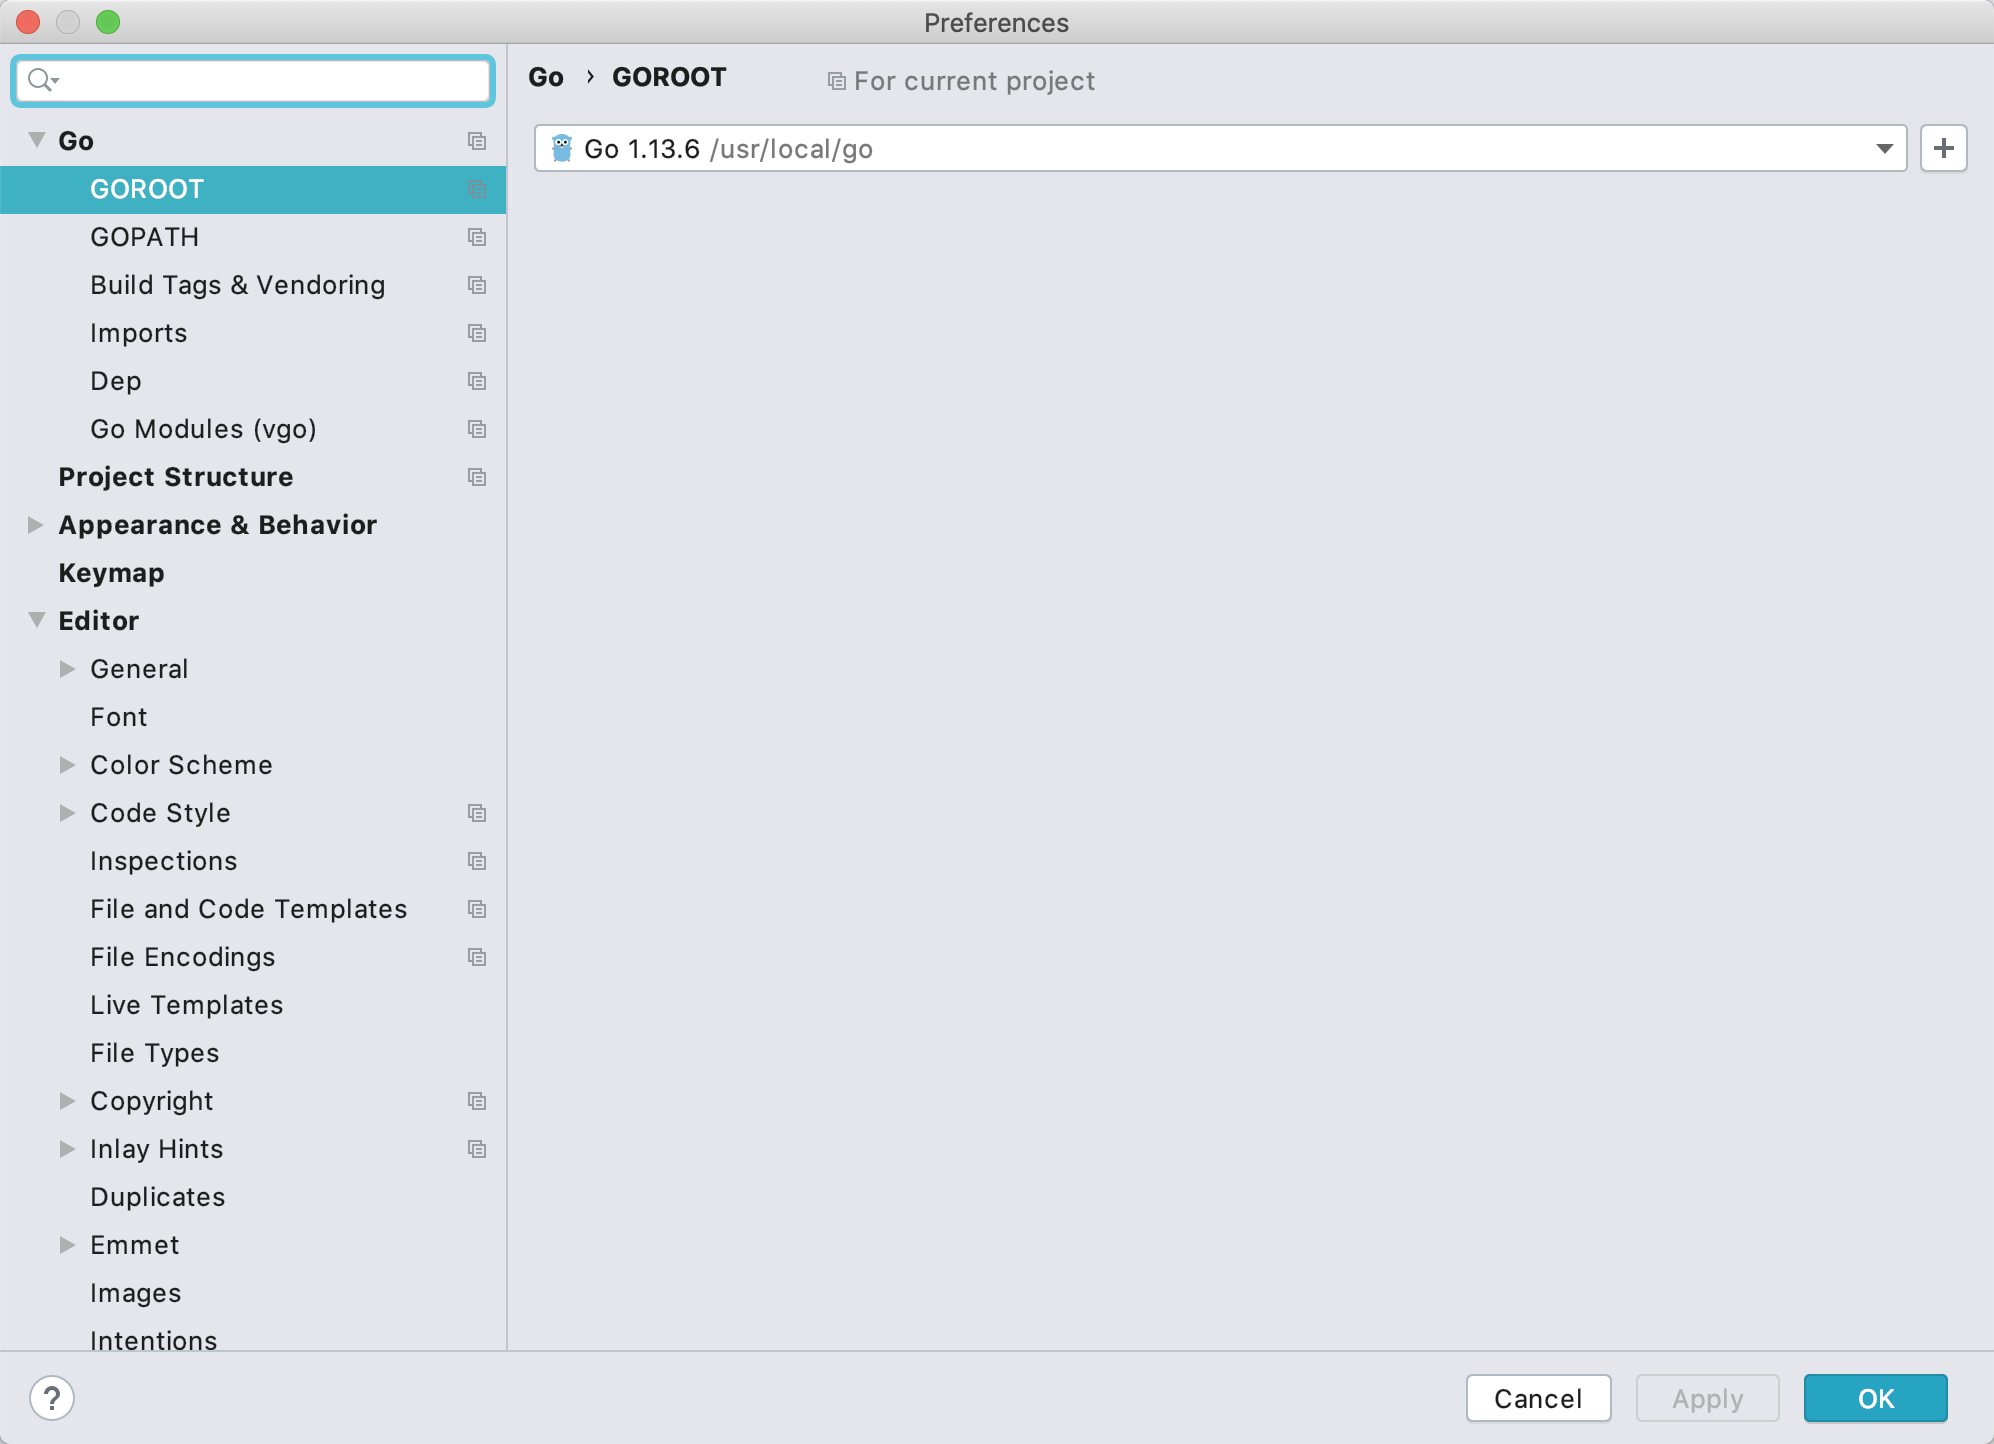 Preferences
Go › GOROOT
For current project
Go
GOROOT
GOPATH
Build Tags & Vendoring
Imports
Dep
Go Modules (vgo)
Project Structure
Appearance & Behavior
Keymap
Editor
General
Font
Color Scheme
Code Style
Inspections
File and Code Templates
File Encodings
Live Templates
File Types
Copyright
Inlay Hints
Duplicates
Emmet
Images
Intentions
Go 1.13.6 /usr/local/go
+
?
Cancel
Apply
OK